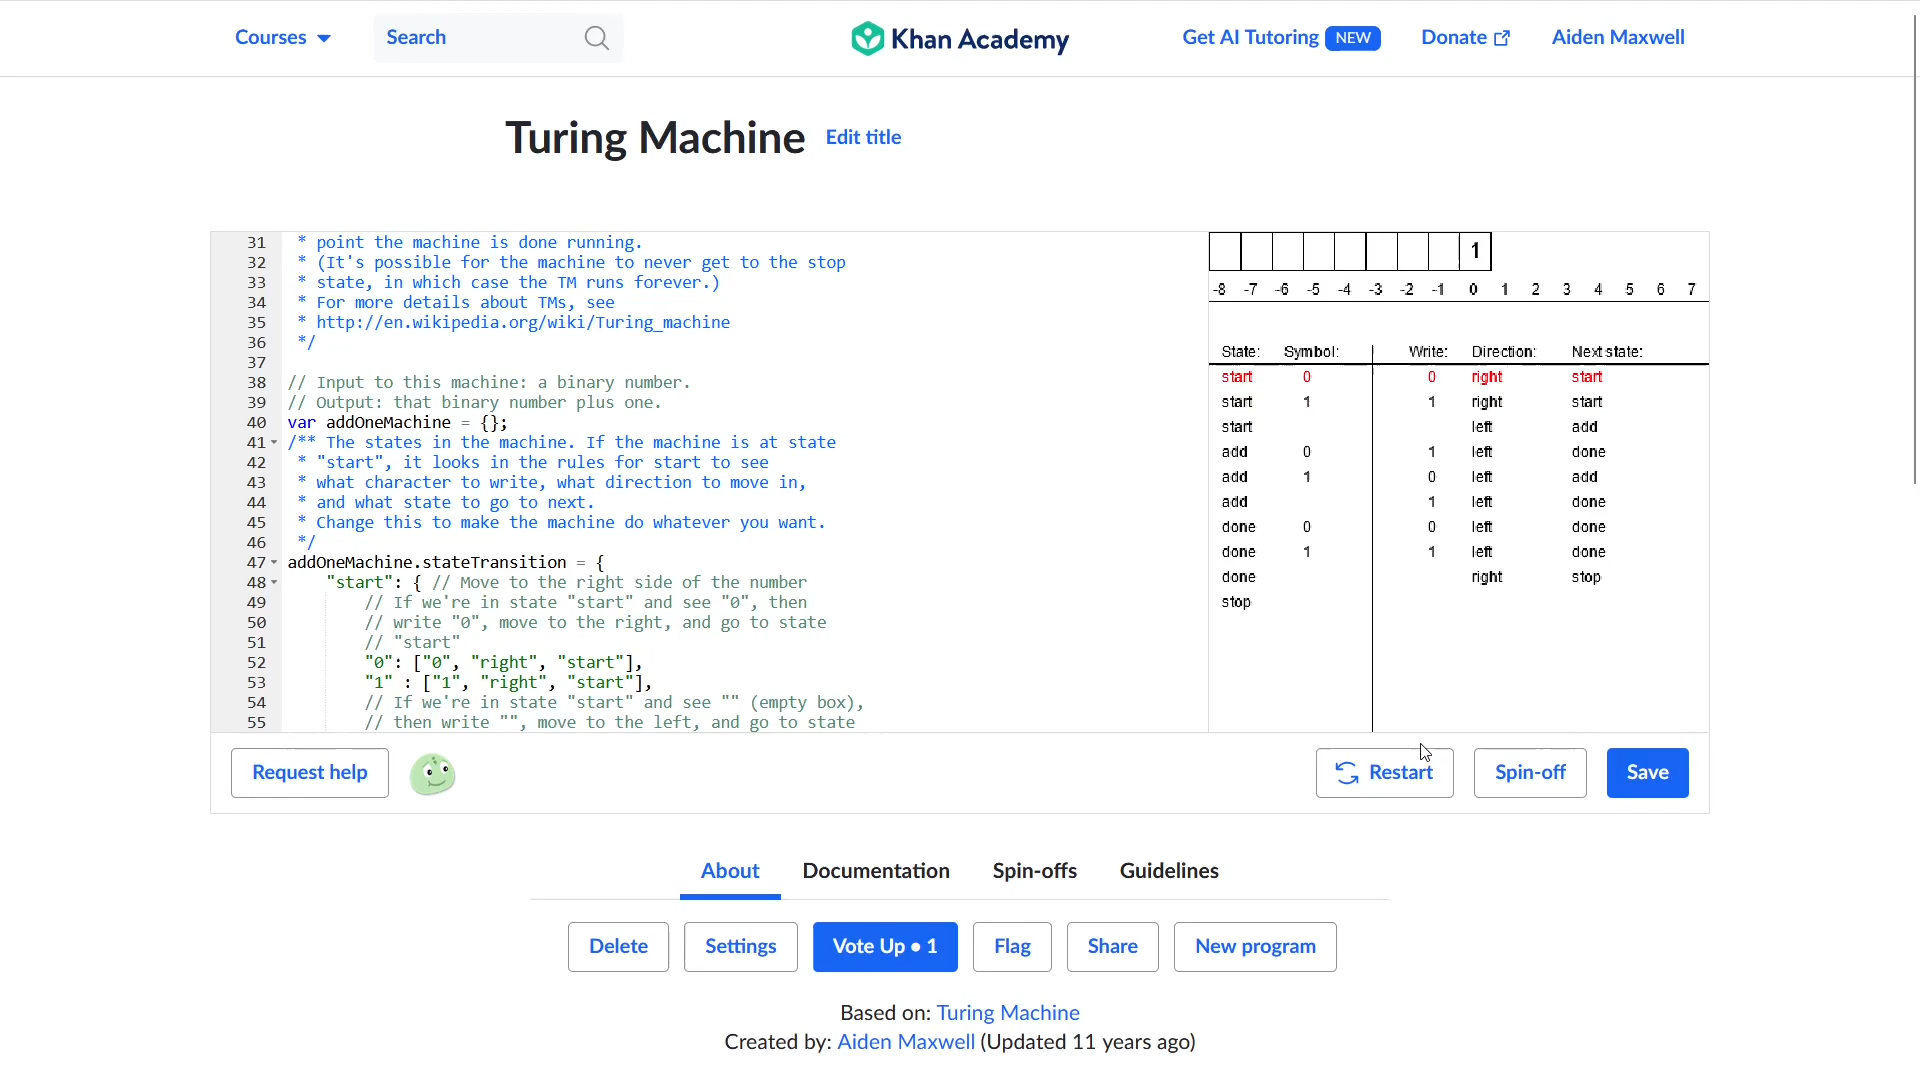 Courses
Search
Khan Academy
Get AI Tutoring NEW
Donate
Aiden Maxwell
Turing Machine
Edit title
31 * point the machine is done running.
32 * (It's possible for the machine to never get to the stop
33 * state, in which case the TM runs forever.)
34 * For more details about TMs, see
35 * http://en.wikipedia.org/wiki/Turing_machine
36 */
37
38 // Input to this machine: a binary number.
39 // Output: that binary number plus one.
40 var addOneMachine = {};
41 /** The states in the machine. If the machine is at state
42 * "start", it looks in the rules for start to see
43 * what character to write, what direction to move in,
44 * and what state to go to next.
45 * Change this to make the machine do whatever you want.
46 */
47 addOneMachine.stateTransition = {
48 "start": { // Move to the right side of the number
49 // If we're in state "start" and see "0", then
50 // write "0", move to the right, and go to state
51 // "start"
52 "0": ["0", "right", "start"],
53 "1" : ["1", "right", "start"],
54 // If we're in state "start" and see "" (empty box),
55 // then write "", move to the left, and go to state
1
-8 -7 -6 -5 -4 -3 -2 -1 0 1 2 3 4 5 6 7
State: Symbol: Write: Direction: Next state:
start 0 0 right start
start 1 1 right start
start left add
add 0 1 left done
add 1 0 left add
add 1 left done
done 0 0 left done
done 1 1 left done
done right stop
stop
Request help
Restart
Spin-off
Save
About
Documentation
Spin-offs
Guidelines
Delete
Settings
Vote Up • 1
Flag
Share
New program
Based on: Turing Machine
Created by: Aiden Maxwell (Updated 11 years ago)